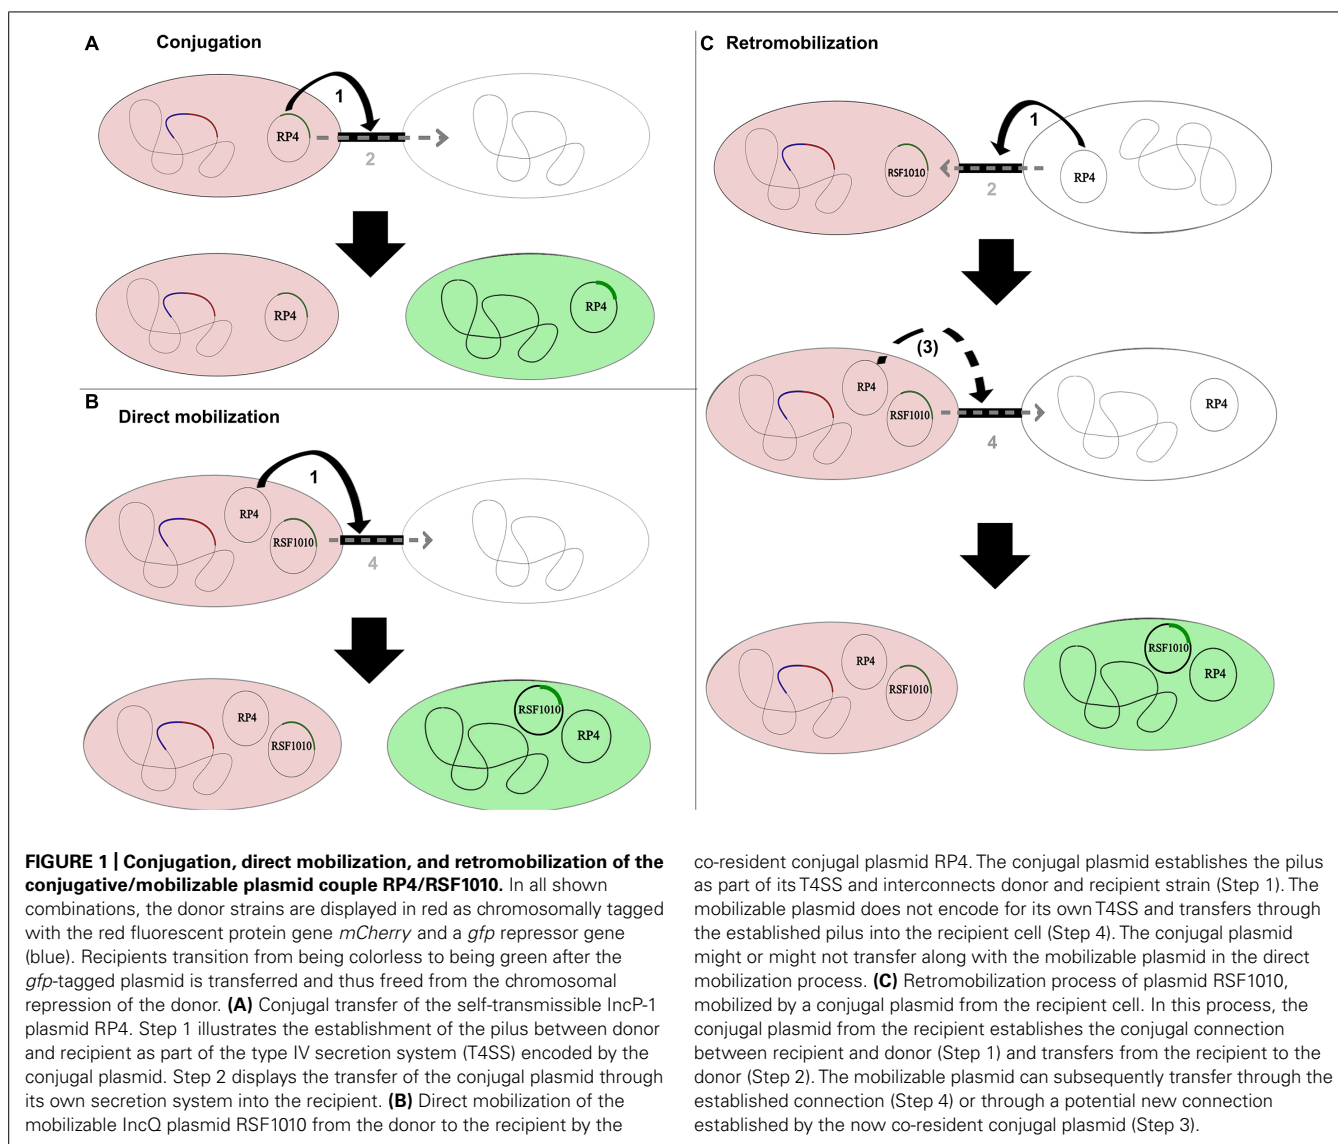 A Conjugation
1
RP4
2
RP4
RP4
B
Direct mobilization
1
RP4
RSF1010
4
RP4
RSF1010
RSF1010
RP4
C Retromobilization
1
RSF1010
RP4
2
(3)
RP4
RSF1010
RP4
4
RP4
RSF1010
RSF1010
RP4
FIGURE 1 | Conjugation, direct mobilization, and retromobilization of the
conjugative/mobilizable plasmid couple RP4/RSF1010. In all shown
combinations, the donor strains are displayed in red as chromosomally tagged
with the red fluorescent protein gene mCherry and a gfp repressor gene
(blue). Recipients transition from being colorless to being green after the
gfp-tagged plasmid is transferred and thus freed from the chromosomal
repression of the donor. (A) Conjugal transfer of the self-transmissible IncP-1
plasmid RP4. Step 1 illustrates the establishment of the pilus between donor
and recipient as part of the type IV secretion system (T4SS) encoded by the
conjugal plasmid. Step 2 displays the transfer of the conjugal plasmid through
its own secretion system into the recipient. (B) Direct mobilization of the
mobilizable IncQ plasmid RSF1010 from the donor to the recipient by the
co-resident conjugal plasmid RP4. The conjugal plasmid establishes the pilus
as part of its T4SS and interconnects donor and recipient strain (Step 1). The
mobilizable plasmid does not encode for its own T4SS and transfers through
the established pilus into the recipient cell (Step 4). The conjugal plasmid
might or might not transfer along with the mobilizable plasmid in the direct
mobilization process. (C) Retromobilization process of plasmid RSF1010,
mobilized by a conjugal plasmid from the recipient cell. In this process, the
conjugal plasmid from the recipient establishes the conjugal connection
between recipient and donor (Step 1) and transfers from the recipient to the
donor (Step 2). The mobilizable plasmid can subsequently transfer through the
established connection (Step 4) or through a potential new connection
established by the now co-resident conjugal plasmid (Step 3).